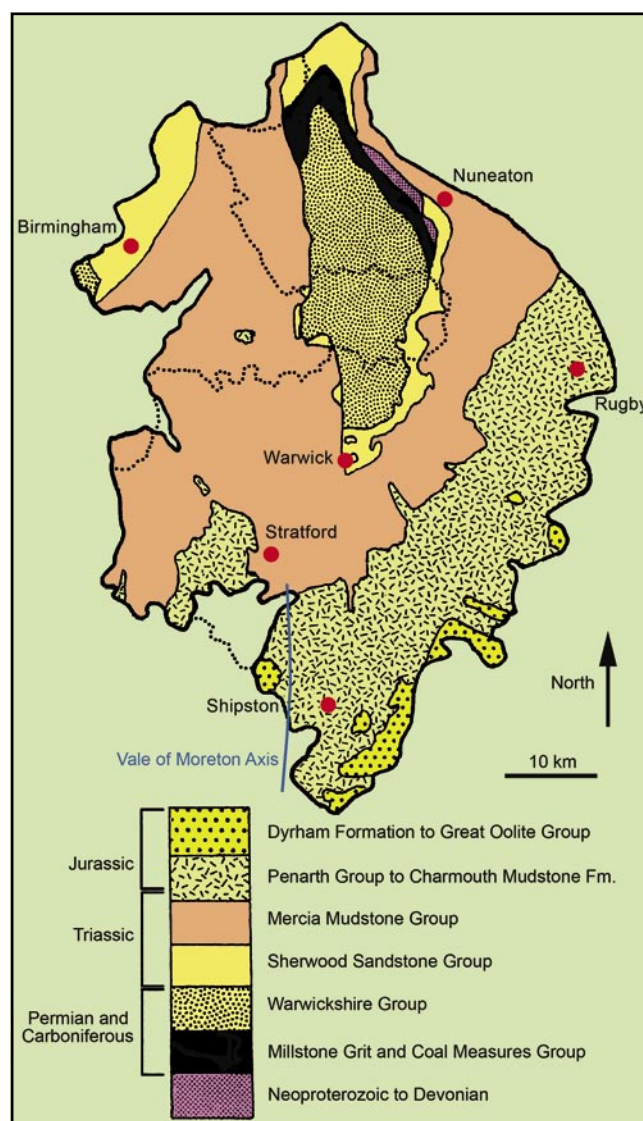 Nuneaton
Birmingham
Rugby
Warwick
Stratford
Shipston
North
Vale of Moreton Axis
10 km
Jurassic
Dyrham Formation to Great Oolite Group
Penarth Group to Charmouth Mudstone Fm.
Triassic
Mercia Mudstone Group
Sherwood Sandstone Group
Permian and
Carboniferous
Warwickshire Group
Millstone Grit and Coal Measures Group
Neoproterozoic to Devonian